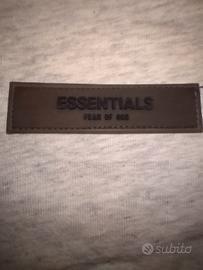 ESSENTIALS
FEAR OF GOD
subito